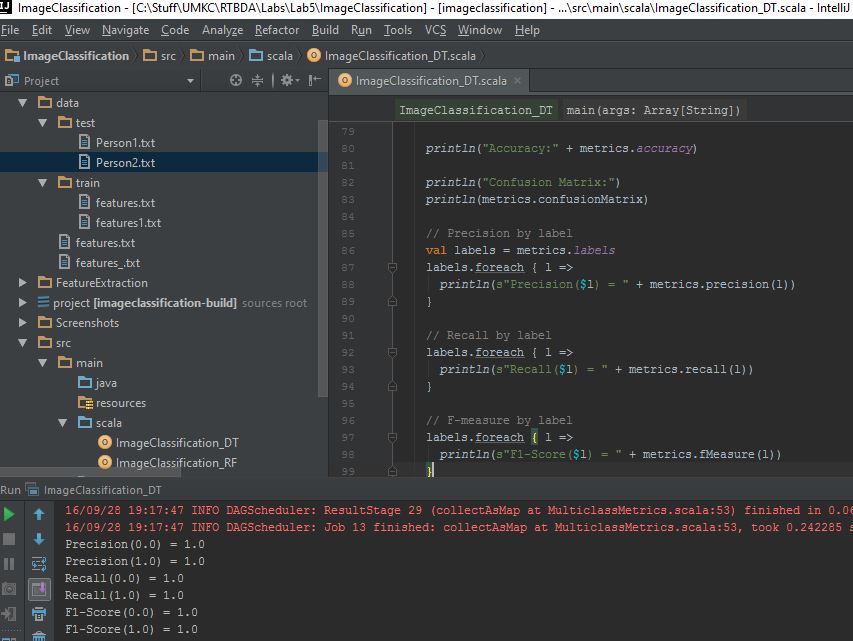 ImageClassification - [C:\Stuff\UMKC\RTBDA\Labs\Lab5\ImageClassification] - [imageclassification] - ...\src\main\scala\ImageClassification_DT.scala - IntelliJ
File Edit View Navigate Code Analyze Refactor Build Run Tools VCS Window Help
ImageClassification src main scala ImageClassification_DT.scala
Project
data
test
Person1.txt
Person2.txt
train
features.txt
features1.txt
features.txt
features_.txt
FeatureExtraction
project [imageclassification-build] sources root
Screenshots
src
main
java
resources
scala
ImageClassification_DT
ImageClassification_RF
ImageClassification_DT.scala
ImageClassification_DT main(args: Array[String])
79
80 println("Accuracy:" + metrics.accuracy)
81
82 println("Confusion Matrix:")
83 println(metrics.confusionMatrix)
84
85 // Precision by label
86 val labels = metrics.labels
87 labels.foreach { l =>
88 println(s"Precision($l) = " + metrics.precision(l))
89 }
90
91 // Recall by label
92 labels.foreach { l =>
93 println(s"Recall($l) = " + metrics.recall(l))
94 }
95
96 // F-measure by label
97 labels.foreach { l =>
98 println(s"F1-Score($l) = " + metrics.fMeasure(l))
99 }
Run ImageClassification_DT
16/09/28 19:17:47 INFO DAGScheduler: ResultStage 29 (collectAsMap at MulticlassMetrics.scala:53) finished in 0.06
16/09/28 19:17:47 INFO DAGScheduler: Job 13 finished: collectAsMap at MulticlassMetrics.scala:53, took 0.242285 s
Precision(0.0) = 1.0
Precision(1.0) = 1.0
Recall(0.0) = 1.0
Recall(1.0) = 1.0
F1-Score(0.0) = 1.0
F1-Score(1.0) = 1.0